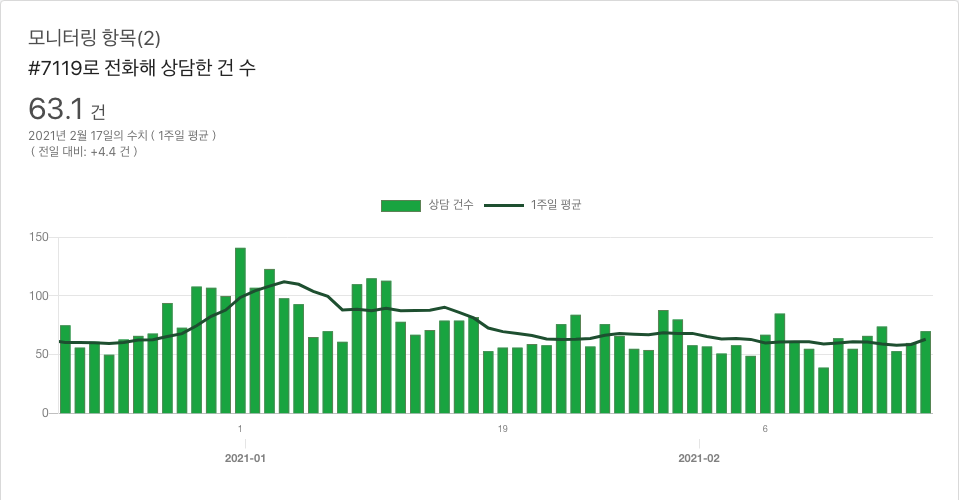 모니터링 항목(2)
#7119로 전화해 상담한 건 수
63.1 건
2021년 2월 17일의 수치 ( 1주일 평균 )
( 전일 대비: +4.4 건 )
상담 건수 1주일 평균
150
100
50
0
1 19 6
2021-01 2021-02